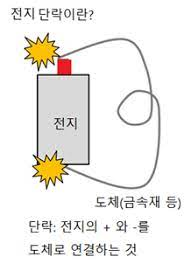 전지 단락이란?
전지
도체(금속재 등)
단락: 전지의 + 와 -를
도체로 연결하는 것